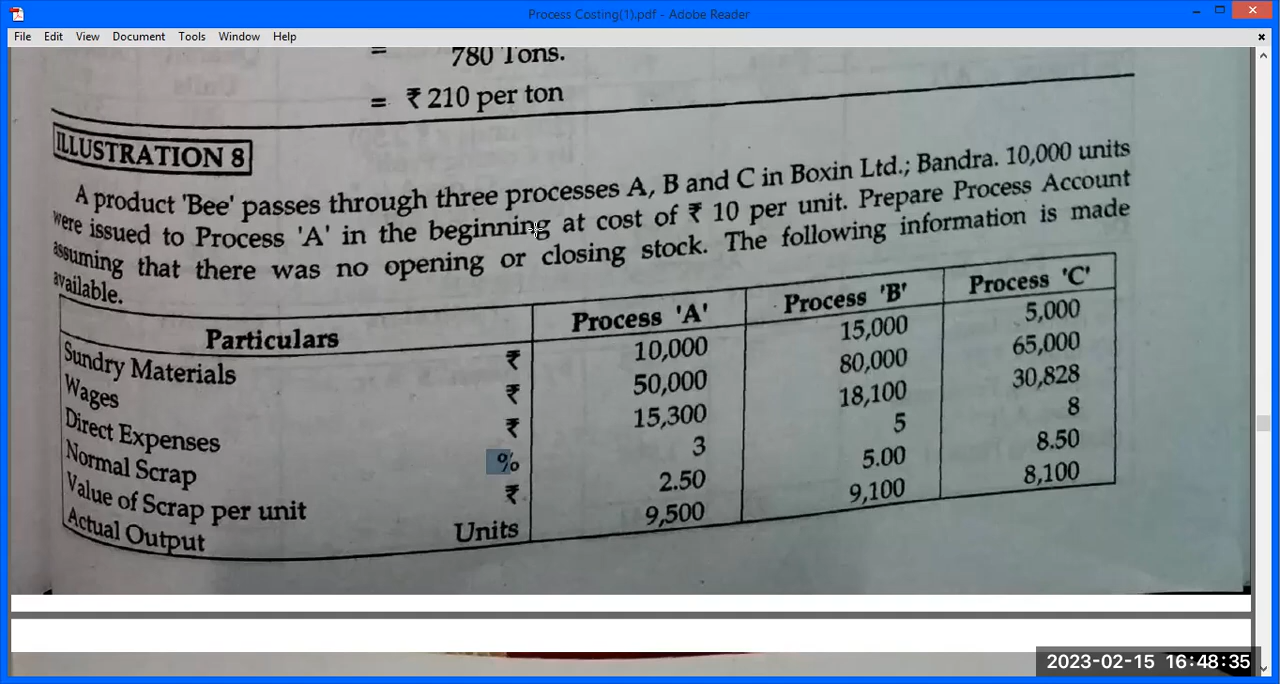 Process Costing(1).pdf - Adobe Reader
File Edit View Document Tools Window Help
= 780 Tons.
= ₹ 210 per ton
ILLUSTRATION 8
A product 'Bee' passes through three processes A, B and C in Boxin Ltd.; Bandra. 10,000 units
were issued to Process 'A' in the beginning at cost of ₹ 10 per unit. Prepare Process Account
assuming that there was no opening or closing stock. The following information is made
available.
Particulars Process 'A' Process 'B' Process 'C'
Sundry Materials ₹ 10,000 15,000 5,000
Wages ₹ 50,000 80,000 65,000
Direct Expenses ₹ 15,300 18,100 30,828
Normal Scrap % 3 5 8
Value of Scrap per unit ₹ 2.50 5.00 8.50
Actual Output Units 9,500 9,100 8,100
2023-02-15 16:48:35